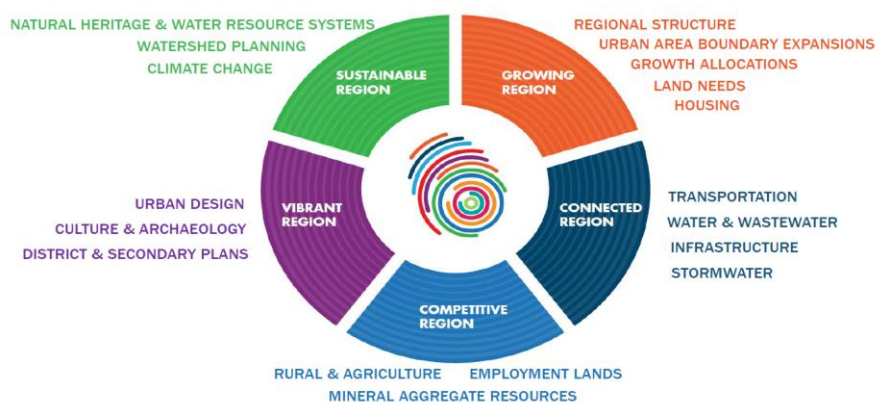 NATURAL HERITAGE & WATER RESOURCE SYSTEMS
WATERSHED PLANNING
CLIMATE CHANGE
SUSTAINABLE
REGION
GROWING
REGION
REGIONAL STRUCTURE
URBAN AREA BOUNDARY EXPANSIONS
GROWTH ALLOCATIONS
LAND NEEDS
HOUSING
URBAN DESIGN
CULTURE & ARCHAEOLOGY
DISTRICT & SECONDARY PLANS
VIBRANT
REGION
CONNECTED
REGION
TRANSPORTATION
WATER & WASTEWATER
INFRASTRUCTURE
STORMWATER
COMPETITIVE
REGION
RURAL & AGRICULTURE EMPLOYMENT LANDS
MINERAL AGGREGATE RESOURCES